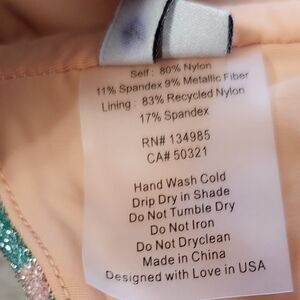 Self : 80% Nylon
11% Spandex 9% Metallic Fiber
Lining : 83% Recycled Nylon
17% Spandex
RN# 134985
CA# 50321
Hand Wash Cold
Drip Dry in Shade
Do Not Tumble Dry
Do Not Iron
Do Not Dryclean
Made in China
Designed with Love in USA